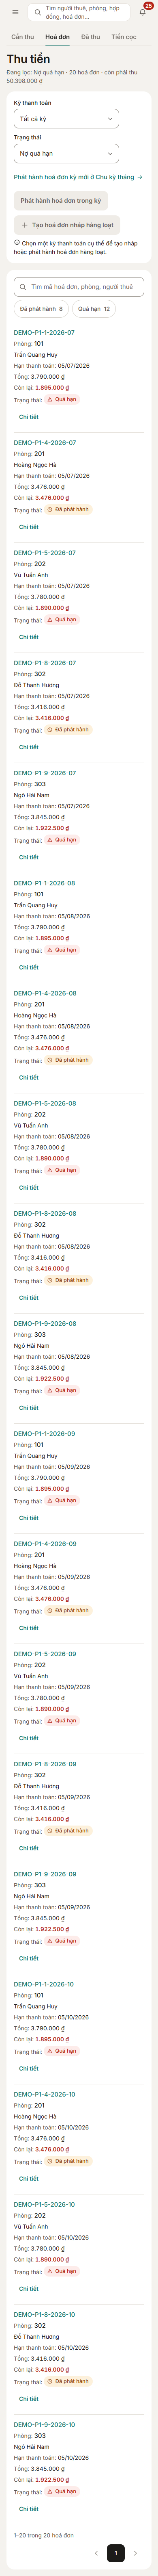 Tìm người thuê, phòng, hợp đồng, hoá đơn...
25
Cần thu
Hoá đơn
Đã thu
Tiền cọc
Thu tiền
Đang lọc: Nợ quá hạn · 20 hoá đơn · còn phải thu
50.398.000 ₫
Kỳ thanh toán
Tất cả kỳ
Trạng thái
Nợ quá hạn
Phát hành hoá đơn kỳ mới ở Chu kỳ tháng →
Phát hành hoá đơn trong kỳ
+ Tạo hoá đơn nháp hàng loạt
Chọn một kỳ thanh toán cụ thể để tạo nháp
hoặc phát hành hoá đơn hàng loạt.
Tìm mã hoá đơn, phòng, người thuê
Đã phát hành 8
Quá hạn 12
DEMO-P1-1-2026-07
Phòng: 101
Trần Quang Huy
Hạn thanh toán: 05/07/2026
Tổng: 3.790.000 ₫
Còn lại: 1.895.000 ₫
Trạng thái: Quá hạn
Chi tiết
DEMO-P1-4-2026-07
Phòng: 201
Hoàng Ngọc Hà
Hạn thanh toán: 05/07/2026
Tổng: 3.476.000 ₫
Còn lại: 3.476.000 ₫
Trạng thái: Đã phát hành
Chi tiết
DEMO-P1-5-2026-07
Phòng: 202
Vũ Tuấn Anh
Hạn thanh toán: 05/07/2026
Tổng: 3.780.000 ₫
Còn lại: 1.890.000 ₫
Trạng thái: Quá hạn
Chi tiết
DEMO-P1-8-2026-07
Phòng: 302
Đỗ Thanh Hương
Hạn thanh toán: 05/07/2026
Tổng: 3.416.000 ₫
Còn lại: 3.416.000 ₫
Trạng thái: Đã phát hành
Chi tiết
DEMO-P1-9-2026-07
Phòng: 303
Ngô Hải Nam
Hạn thanh toán: 05/07/2026
Tổng: 3.845.000 ₫
Còn lại: 1.922.500 ₫
Trạng thái: Quá hạn
Chi tiết
DEMO-P1-1-2026-08
Phòng: 101
Trần Quang Huy
Hạn thanh toán: 05/08/2026
Tổng: 3.790.000 ₫
Còn lại: 1.895.000 ₫
Trạng thái: Quá hạn
Chi tiết
DEMO-P1-4-2026-08
Phòng: 201
Hoàng Ngọc Hà
Hạn thanh toán: 05/08/2026
Tổng: 3.476.000 ₫
Còn lại: 3.476.000 ₫
Trạng thái: Đã phát hành
Chi tiết
DEMO-P1-5-2026-08
Phòng: 202
Vũ Tuấn Anh
Hạn thanh toán: 05/08/2026
Tổng: 3.780.000 ₫
Còn lại: 1.890.000 ₫
Trạng thái: Quá hạn
Chi tiết
DEMO-P1-8-2026-08
Phòng: 302
Đỗ Thanh Hương
Hạn thanh toán: 05/08/2026
Tổng: 3.416.000 ₫
Còn lại: 3.416.000 ₫
Trạng thái: Đã phát hành
Chi tiết
DEMO-P1-9-2026-08
Phòng: 303
Ngô Hải Nam
Hạn thanh toán: 05/08/2026
Tổng: 3.845.000 ₫
Còn lại: 1.922.500 ₫
Trạng thái: Quá hạn
Chi tiết
DEMO-P1-1-2026-09
Phòng: 101
Trần Quang Huy
Hạn thanh toán: 05/09/2026
Tổng: 3.790.000 ₫
Còn lại: 1.895.000 ₫
Trạng thái: Quá hạn
Chi tiết
DEMO-P1-4-2026-09
Phòng: 201
Hoàng Ngọc Hà
Hạn thanh toán: 05/09/2026
Tổng: 3.476.000 ₫
Còn lại: 3.476.000 ₫
Trạng thái: Đã phát hành
Chi tiết
DEMO-P1-5-2026-09
Phòng: 202
Vũ Tuấn Anh
Hạn thanh toán: 05/09/2026
Tổng: 3.780.000 ₫
Còn lại: 1.890.000 ₫
Trạng thái: Quá hạn
Chi tiết
DEMO-P1-8-2026-09
Phòng: 302
Đỗ Thanh Hương
Hạn thanh toán: 05/09/2026
Tổng: 3.416.000 ₫
Còn lại: 3.416.000 ₫
Trạng thái: Đã phát hành
Chi tiết
DEMO-P1-9-2026-09
Phòng: 303
Ngô Hải Nam
Hạn thanh toán: 05/09/2026
Tổng: 3.845.000 ₫
Còn lại: 1.922.500 ₫
Trạng thái: Quá hạn
Chi tiết
DEMO-P1-1-2026-10
Phòng: 101
Trần Quang Huy
Hạn thanh toán: 05/10/2026
Tổng: 3.790.000 ₫
Còn lại: 1.895.000 ₫
Trạng thái: Quá hạn
Chi tiết
DEMO-P1-4-2026-10
Phòng: 201
Hoàng Ngọc Hà
Hạn thanh toán: 05/10/2026
Tổng: 3.476.000 ₫
Còn lại: 3.476.000 ₫
Trạng thái: Đã phát hành
Chi tiết
DEMO-P1-5-2026-10
Phòng: 202
Vũ Tuấn Anh
Hạn thanh toán: 05/10/2026
Tổng: 3.780.000 ₫
Còn lại: 1.890.000 ₫
Trạng thái: Quá hạn
Chi tiết
DEMO-P1-8-2026-10
Phòng: 302
Đỗ Thanh Hương
Hạn thanh toán: 05/10/2026
Tổng: 3.416.000 ₫
Còn lại: 3.416.000 ₫
Trạng thái: Đã phát hành
Chi tiết
DEMO-P1-9-2026-10
Phòng: 303
Ngô Hải Nam
Hạn thanh toán: 05/10/2026
Tổng: 3.845.000 ₫
Còn lại: 1.922.500 ₫
Trạng thái: Quá hạn
Chi tiết
1–20 trong 20 hoá đơn
1